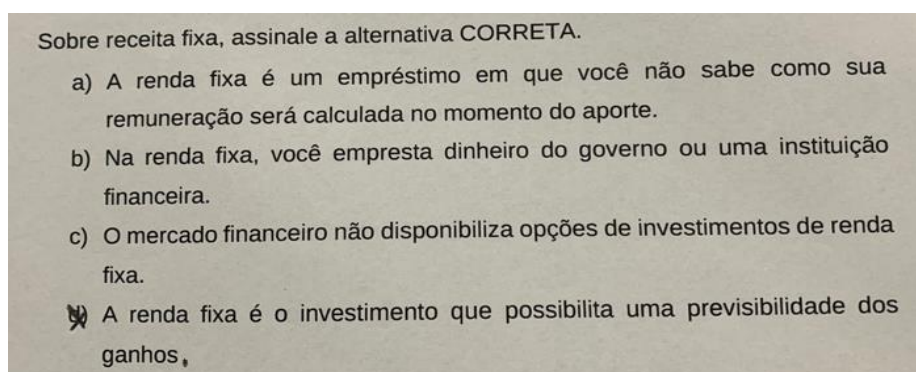 Sobre receita fixa, assinale a alternativa CORRETA.
a) A renda fixa é um empréstimo em que você não sabe como sua
remuneração será calculada no momento do aporte.
b) Na renda fixa, você empresta dinheiro do governo ou uma instituição
financeira.
c) O mercado financeiro não disponibiliza opções de investimentos de renda
fixa.
d) A renda fixa é o investimento que possibilita uma previsibilidade dos
ganhos.